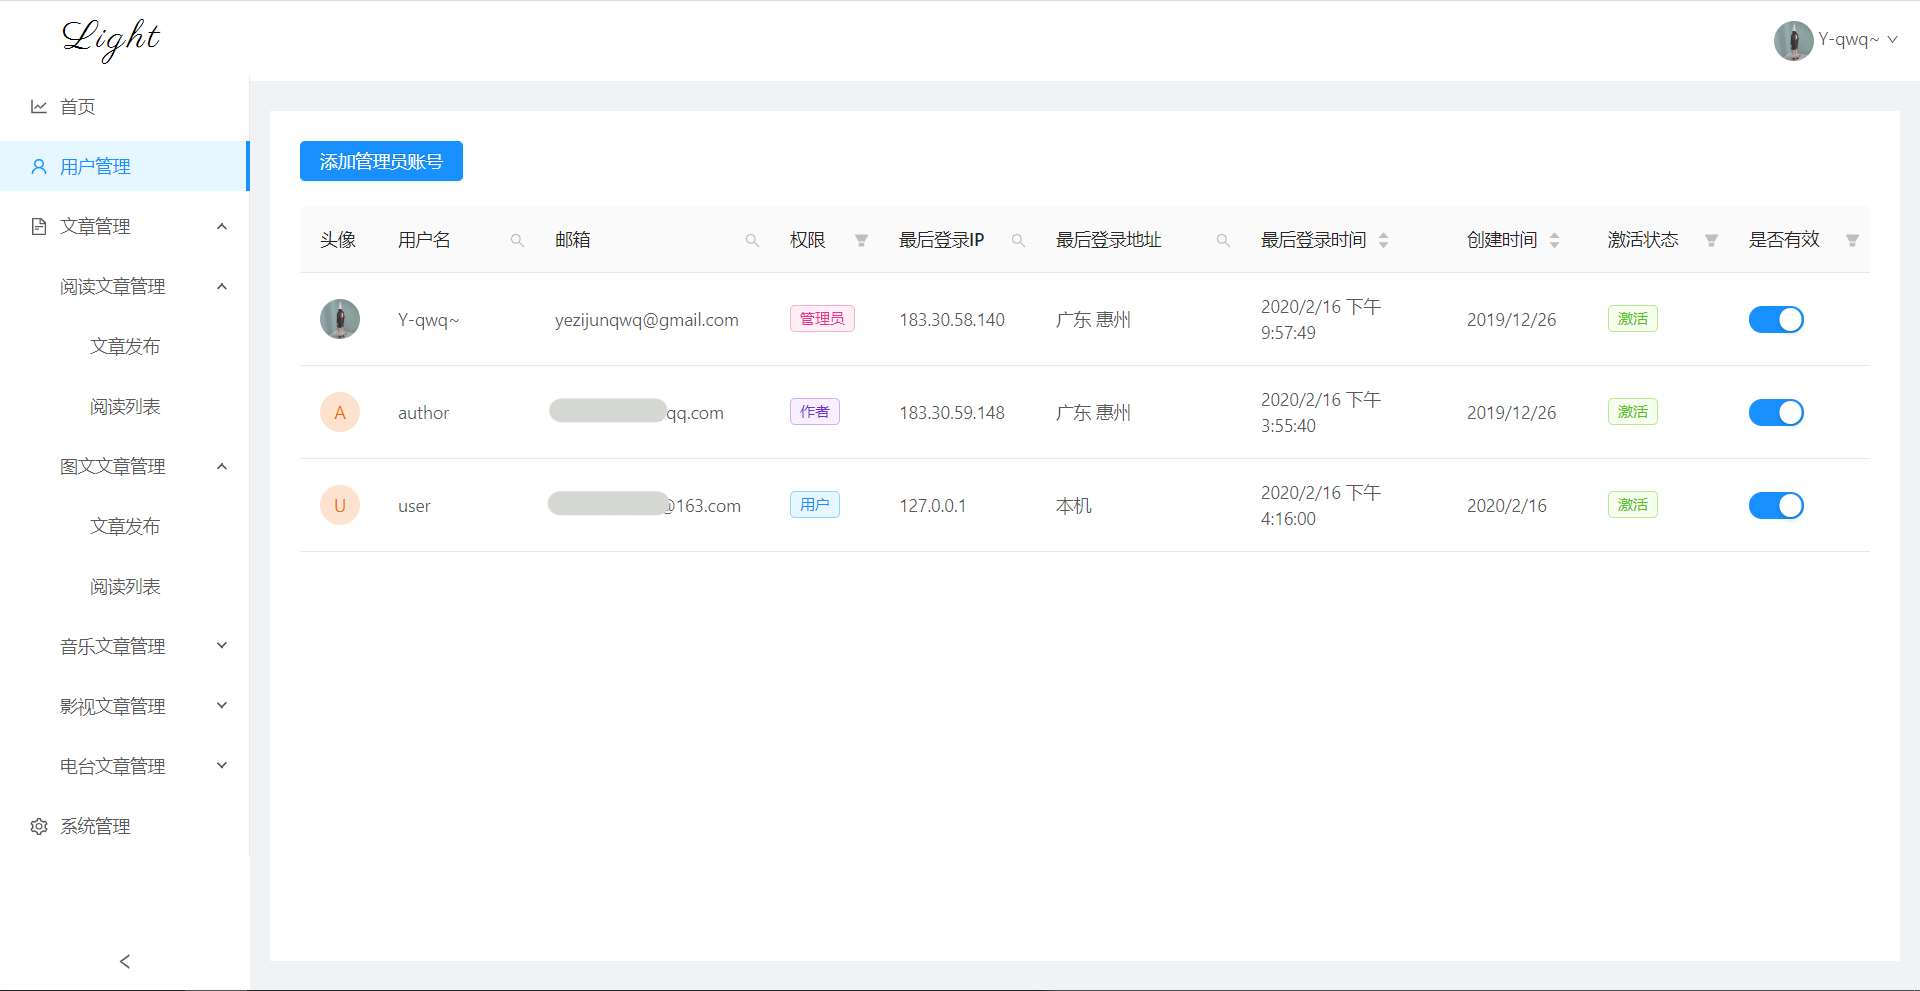 Light
Y-qwq~
首页
用户管理
文章管理
阅读文章管理
文章发布
阅读列表
图文文章管理
文章发布
阅读列表
音乐文章管理
影视文章管理
电台文章管理
系统管理
添加管理员账号
头像 用户名 邮箱 权限 最后登录IP 最后登录地址 最后登录时间 创建时间 激活状态 是否有效
Y-qwq~ yezijunqwq@gmail.com 管理员 183.30.58.140 广东 惠州 2020/2/16 下午
9:57:49 2019/12/26 激活
A author qq.com 作者 183.30.59.148 广东 惠州 2020/2/16 下午
3:55:40 2019/12/26 激活
U user @163.com 用户 127.0.0.1 本机 2020/2/16 下午
4:16:00 2020/2/16 激活